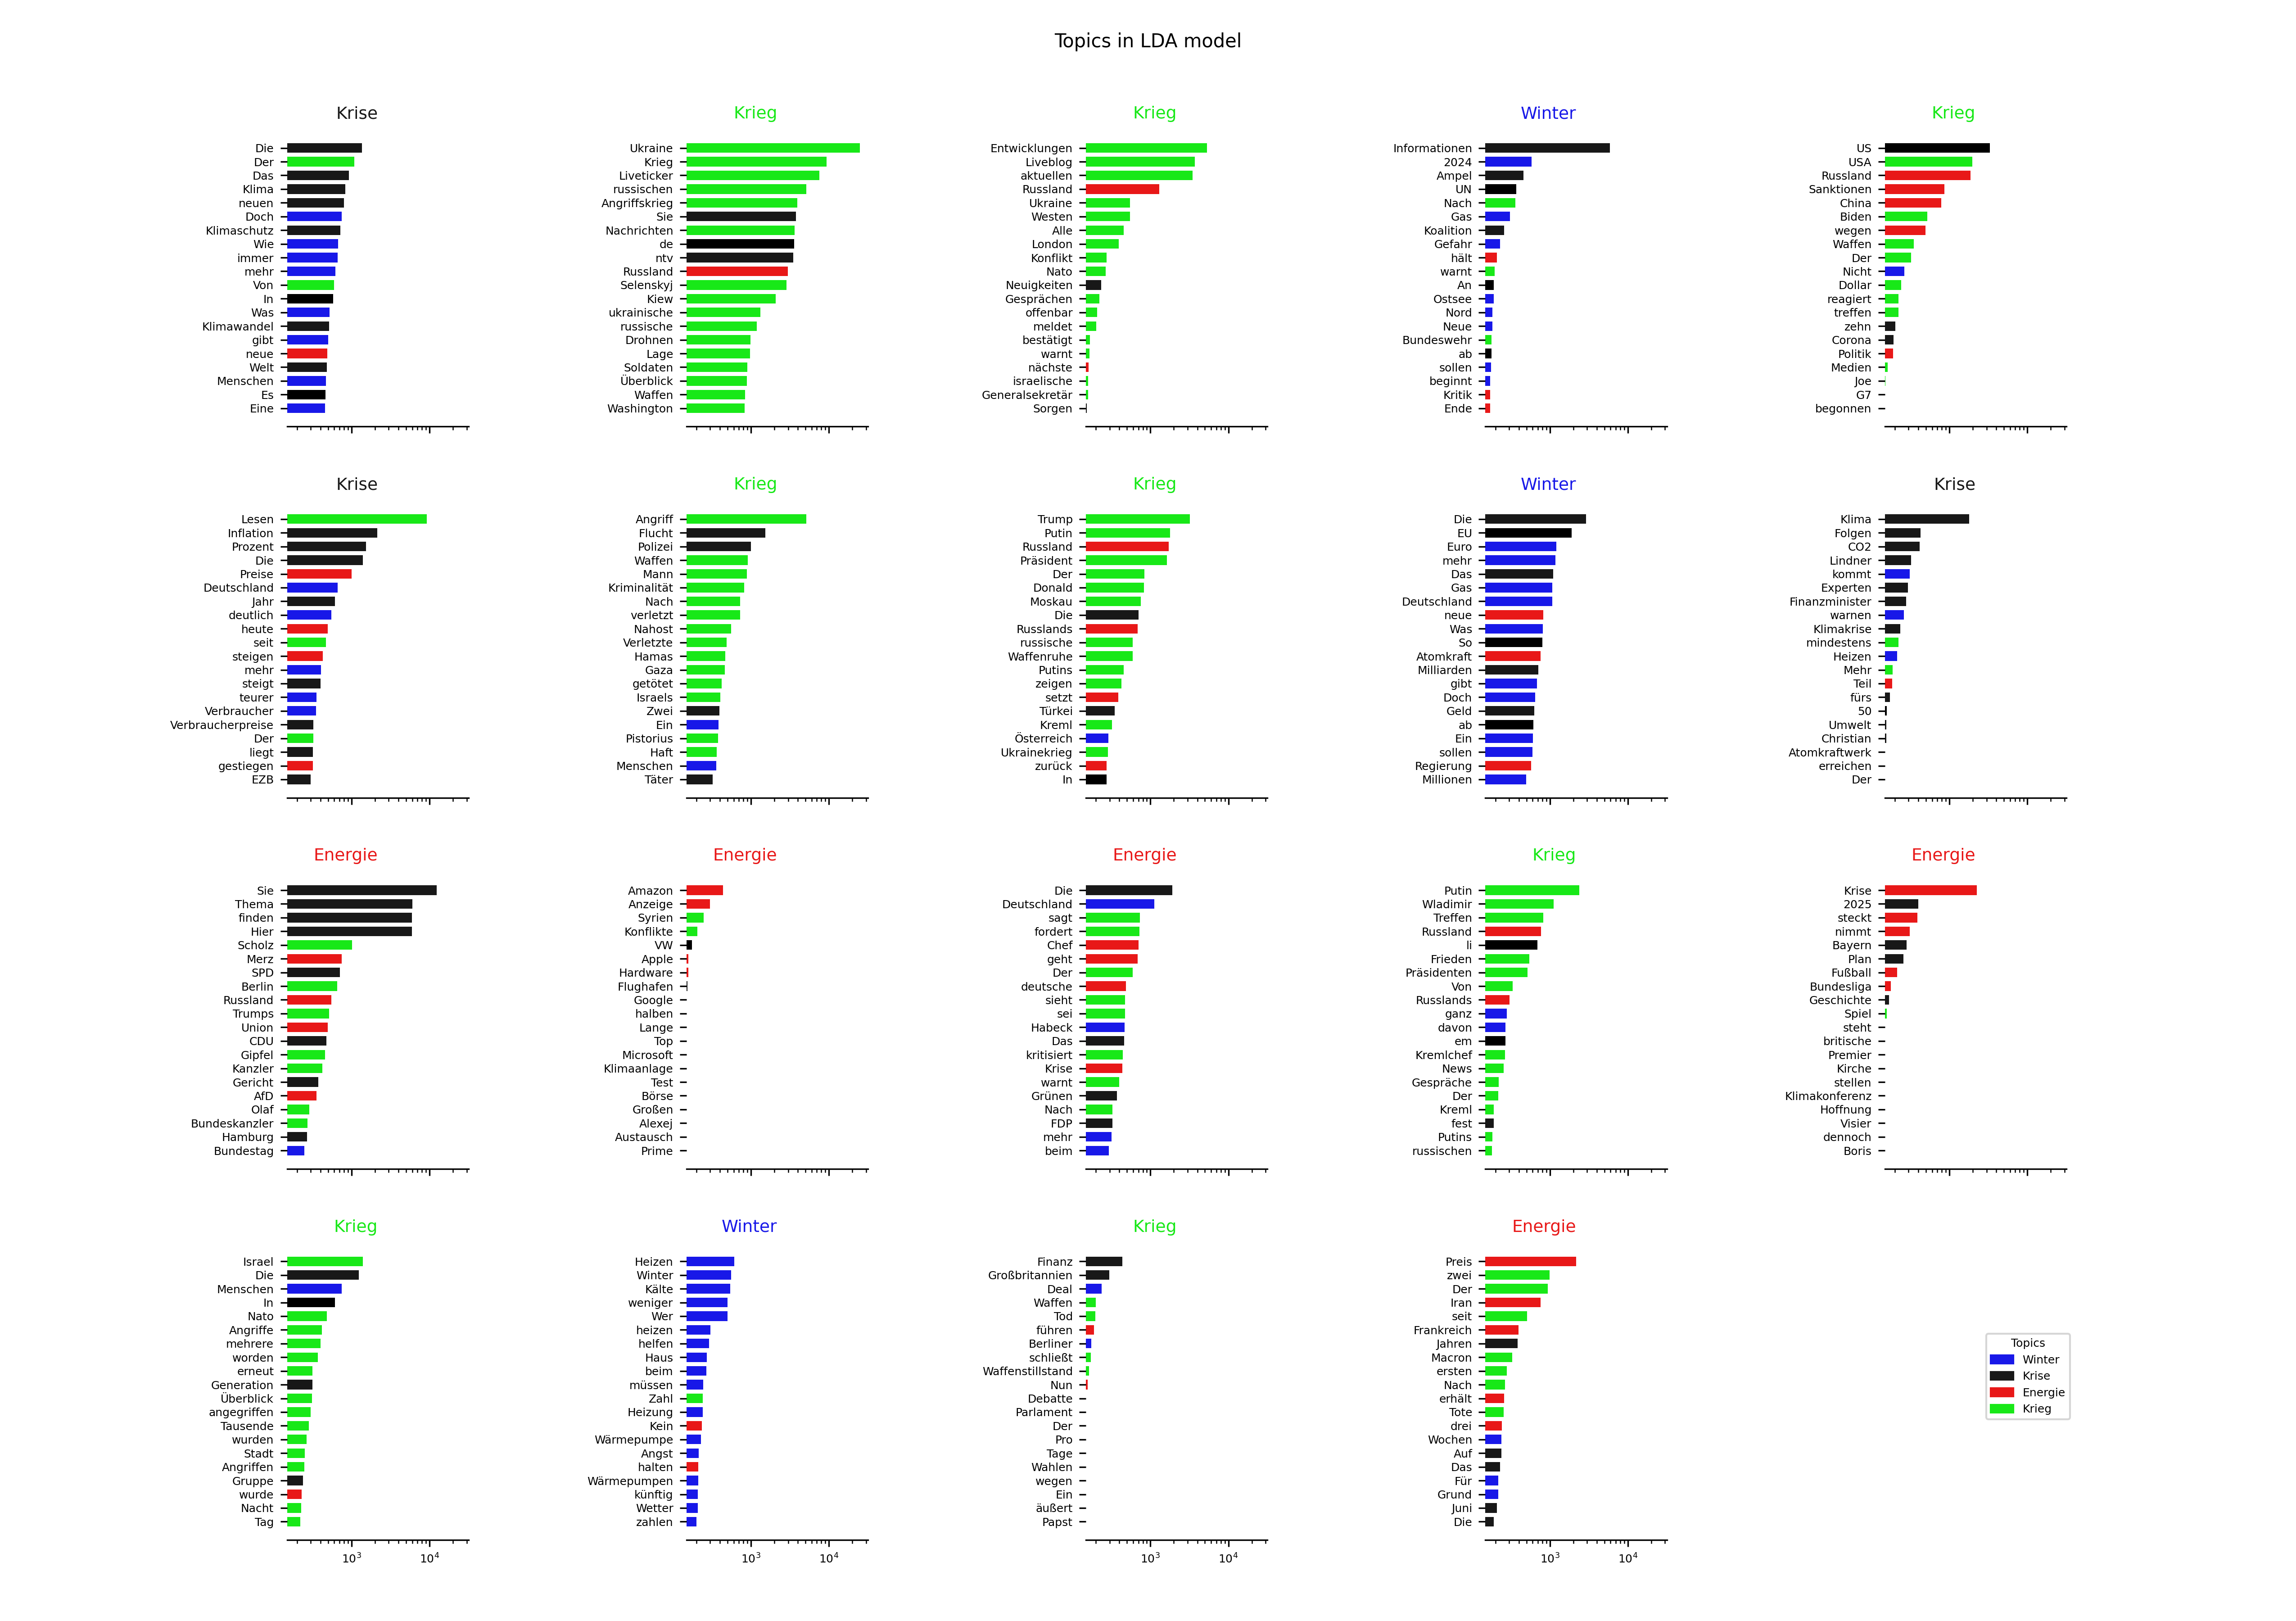 Topics in LDA model
Krise
Die
Der
Das
Klima
neuen
Doch
Klimaschutz
Wie
immer
mehr
Von
In
Was
Klimawandel
gibt
neue
Welt
Menschen
Es
Eine
Krieg
Ukraine
Krieg
Liveticker
russischen
Angriffskrieg
Sie
Nachrichten
de
ntv
Russland
Selenskyj
Kiew
ukrainische
russische
Drohnen
Lage
Soldaten
Überblick
Waffen
Washington
Krieg
Entwicklungen
Liveblog
aktuellen
Russland
Ukraine
Westen
Alle
London
Konflikt
Nato
Neuigkeiten
Gesprächen
offenbar
meldet
bestätigt
warnt
nächste
israelische
Generalsekretär
Sorgen
Winter
Informationen
2024
Ampel
UN
Nach
Gas
Koalition
Gefahr
hält
warnt
An
Ostsee
Nord
Neue
Bundeswehr
ab
sollen
beginnt
Kritik
Ende
Krieg
US
USA
Russland
Sanktionen
China
Biden
wegen
Waffen
Der
Nicht
Dollar
reagiert
treffen
zehn
Corona
Politik
Medien
Joe
G7
begonnen
Krise
Lesen
Inflation
Prozent
Die
Preise
Deutschland
Jahr
deutlich
heute
seit
steigen
mehr
steigt
teurer
Verbraucher
Verbraucherpreise
Der
liegt
gestiegen
EZB
Krieg
Angriff
Flucht
Polizei
Waffen
Mann
Kriminalität
Nach
verletzt
Nahost
Verletzte
Hamas
Gaza
getötet
Israels
Zwei
Ein
Pistorius
Haft
Menschen
Täter
Krieg
Trump
Putin
Russland
Präsident
Der
Donald
Moskau
Die
Russlands
russische
Waffenruhe
Putins
zeigen
setzt
Türkei
Kreml
Österreich
Ukrainekrieg
zurück
In
Winter
Die
EU
Euro
mehr
Das
Gas
Deutschland
neue
Was
So
Atomkraft
Milliarden
gibt
Doch
Geld
ab
Ein
sollen
Regierung
Millionen
Krise
Klima
Folgen
CO2
Lindner
kommt
Experten
Finanzminister
warnen
Klimakrise
mindestens
Heizen
Mehr
Teil
fürs
50
Umwelt
Christian
Atomkraftwerk
erreichen
Der
Energie
Sie
Thema
finden
Hier
Scholz
Merz
SPD
Berlin
Russland
Trumps
Union
CDU
Gipfel
Kanzler
Gericht
AfD
Olaf
Bundeskanzler
Hamburg
Bundestag
Energie
Amazon
Anzeige
Syrien
Konflikte
VW
Apple
Hardware
Flughafen
Google
halben
Lange
Top
Microsoft
Klimaanlage
Test
Börse
Großen
Alexej
Austausch
Prime
Energie
Die
Deutschland
sagt
fordert
Chef
geht
Der
deutsche
sieht
sei
Habeck
Das
kritisiert
Krise
warnt
Grünen
Nach
FDP
mehr
beim
Krieg
Putin
Wladimir
Treffen
Russland
li
Frieden
Präsidenten
Von
Russlands
ganz
davon
em
Kremlchef
News
Gespräche
Der
Kreml
fest
Putins
russischen
Energie
Krise
2025
steckt
nimmt
Bayern
Plan
Fußball
Bundesliga
Geschichte
Spiel
steht
britische
Premier
Kirche
stellen
Klimakonferenz
Hoffnung
Visier
dennoch
Boris
Krieg
Israel
Die
Menschen
In
Nato
Angriffe
mehrere
worden
erneut
Generation
Überblick
angegriffen
Tausende
wurden
Stadt
Angriffen
Gruppe
wurde
Nacht
Tag
10³ 10⁴
Winter
Heizen
Winter
Kälte
weniger
Wer
heizen
helfen
Haus
beim
müssen
Zahl
Heizung
Kein
Wärmepumpe
Angst
halten
Wärmepumpen
künftig
Wetter
zahlen
10³ 10⁴
Krieg
Finanz
Großbritannien
Deal
Waffen
Tod
führen
Berliner
schließt
Waffenstillstand
Nun
Debatte
Parlament
Der
Pro
Tage
Wahlen
wegen
Ein
äußert
Papst
10³ 10⁴
Energie
Preis
zwei
Der
Iran
seit
Frankreich
Jahren
Macron
ersten
Nach
erhält
Tote
drei
Wochen
Auf
Das
Für
Grund
Juni
Die
10³ 10⁴
Topics
Winter
Krise
Energie
Krieg